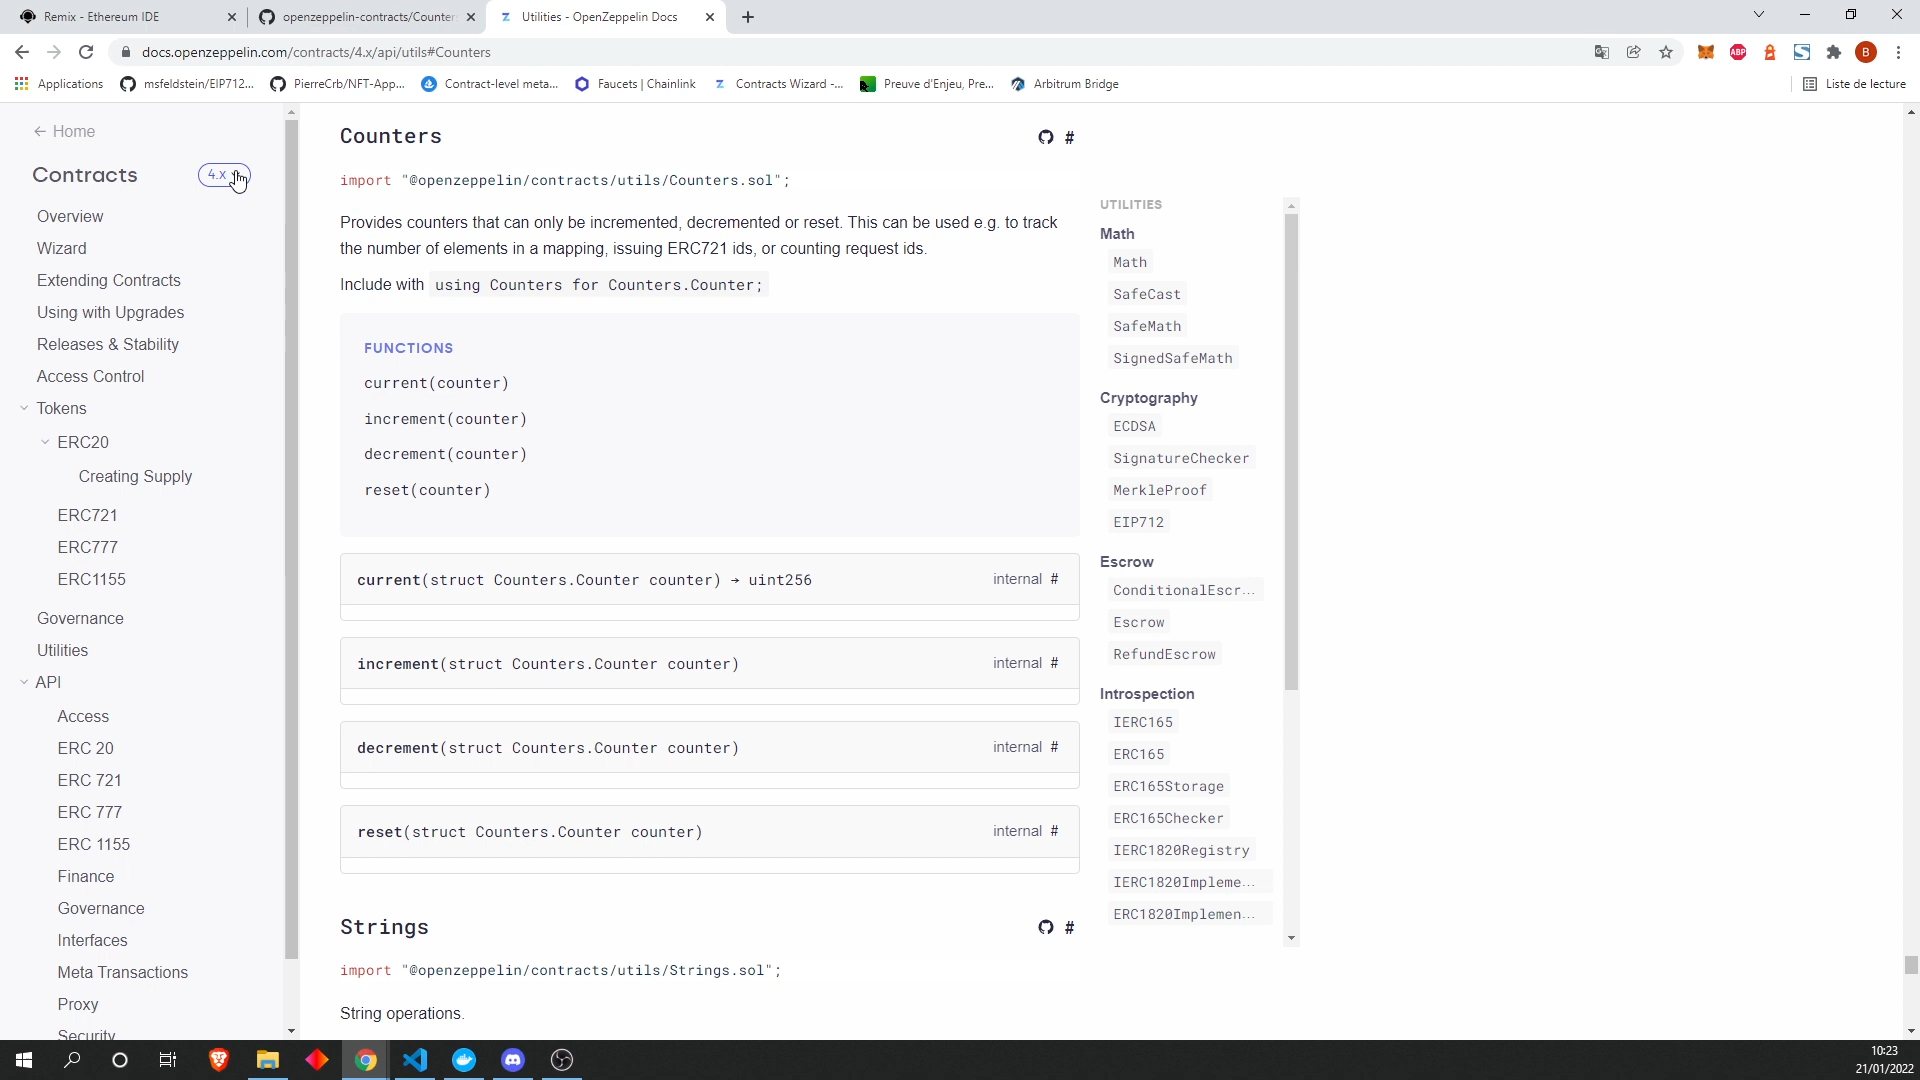 Remix - Ethereum IDE
openzeppelin-contracts/Counter
Utilities - OpenZeppelin Docs
docs.openzeppelin.com/contracts/4.x/api/utils#Counters
ABP
B
Applications
msfeldstein/EIP712...
PierreCrb/NFT-App...
Contract-level meta...
Faucets | Chainlink
Contracts Wizard -...
Preuve d'Enjeu, Pre...
Arbitrum Bridge
Liste de lecture
← Home
Contracts
4.x
Overview
Wizard
Extending Contracts
Using with Upgrades
Releases & Stability
Access Control
Tokens
ERC20
Creating Supply
ERC721
ERC777
ERC1155
Governance
Utilities
API
Access
ERC 20
ERC 721
ERC 777
ERC 1155
Finance
Governance
Interfaces
Meta Transactions
Proxy
Security
Counters
#
import "@openzeppelin/contracts/utils/Counters.sol";
Provides counters that can only be incremented, decremented or reset. This can be used e.g. to track
the number of elements in a mapping, issuing ERC721 ids, or counting request ids.
Include with using Counters for Counters.Counter;
FUNCTIONS
current(counter)
increment(counter)
decrement(counter)
reset(counter)
current(struct Counters.Counter counter) → uint256
internal #
increment(struct Counters.Counter counter)
internal #
decrement(struct Counters.Counter counter)
internal #
reset(struct Counters.Counter counter)
internal #
Strings
#
import "@openzeppelin/contracts/utils/Strings.sol";
String operations.
UTILITIES
Math
Math
SafeCast
SafeMath
SignedSafeMath
Cryptography
ECDSA
SignatureChecker
MerkleProof
EIP712
Escrow
ConditionalEscr...
Escrow
RefundEscrow
Introspection
IERC165
ERC165
ERC165Storage
ERC165Checker
IERC1820Registry
IERC1820Impleme...
ERC1820Implemen...
10:23
21/01/2022